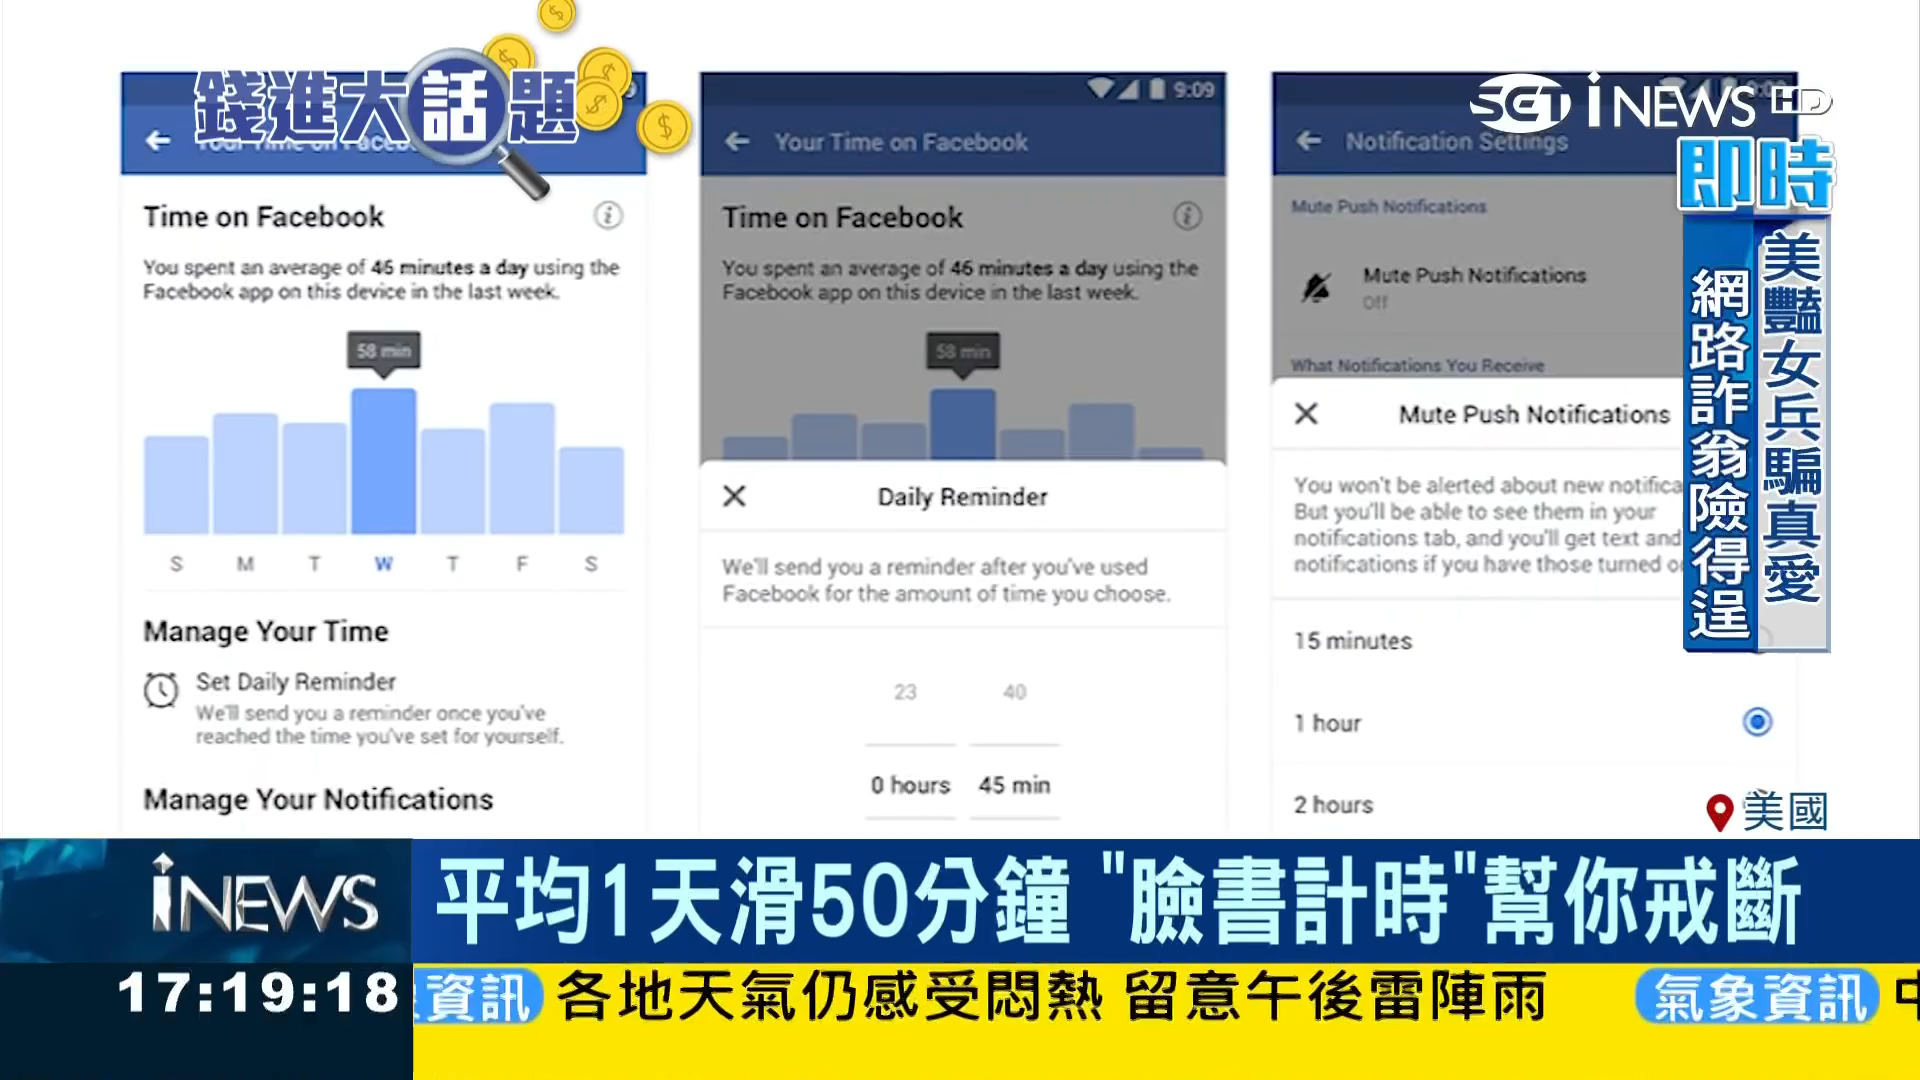 錢進大話題
SET iNEWS HD
即時
美豔女兵騙真愛
網路詐翁險得逞
Time on Facebook
You spent an average of 46 minutes a day using the
Facebook app on this device in the last week.
58 min
S M T W T F S
Manage Your Time
Set Daily Reminder
We'll send you a reminder once you've
reached the time you've set for yourself.
Manage Your Notifications
9:09
Your Time on Facebook
Time on Facebook
You spent an average of 46 minutes a day using the
Facebook app on this device in the last week.
58 min
Daily Reminder
We'll send you a reminder after you've used
Facebook for the amount of time you choose.
23 40
0 hours 45 min
Notification Settings
Mute Push Notifications
Mute Push Notifications
Off
What Notifications You Receive
Mute Push Notifications
You won't be alerted about new notifica
But you'll be able to see them in your
notifications tab, and you'll get text and
notifications if you have those turned o
15 minutes
1 hour
2 hours
美國
iNEWS
平均1天滑50分鐘 "臉書計時"幫你戒斷
17:19:18
資訊 各地天氣仍感受悶熱 留意午後雷陣雨 氣象資訊